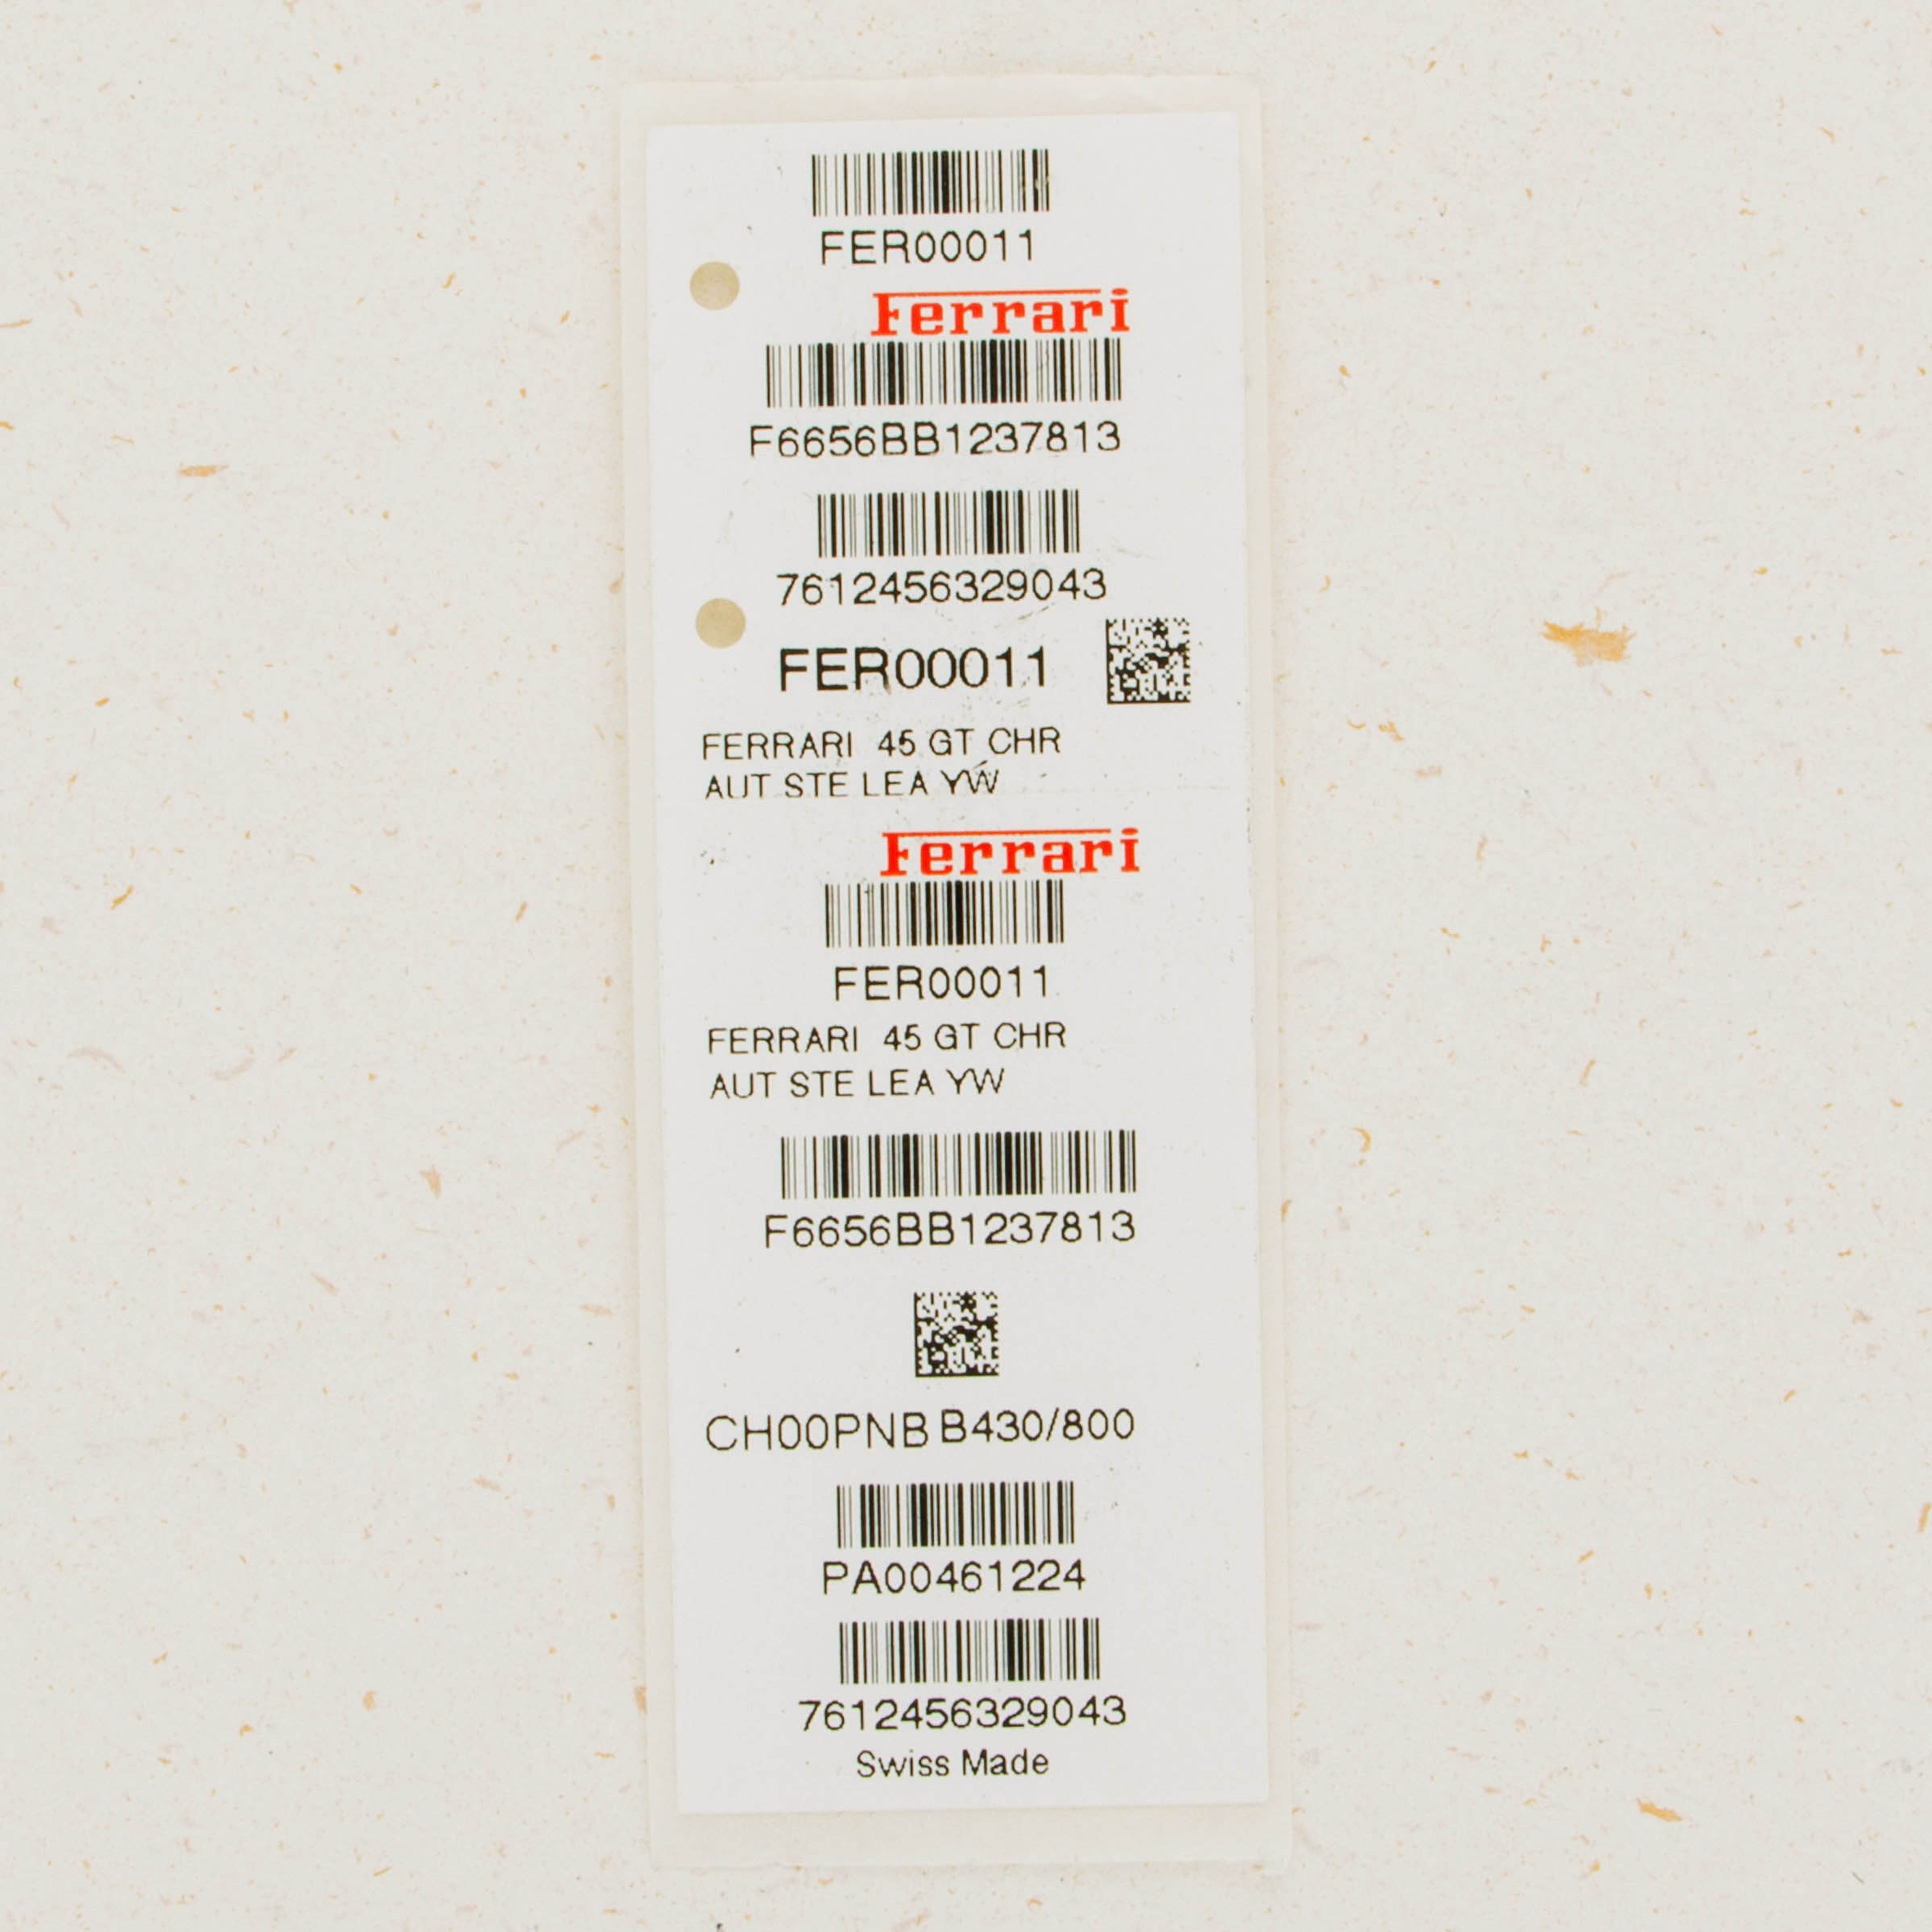 FER00011
Ferrari
F6656BB1237813
7612456329043
FER00011
FERRARI 45 GT CHR
AUT STE LEA YW
Ferrari
FER00011
FERRARI 45 GT CHR
AUT STE LEA YW
F6656BB1237813
CH00PNB B430/800
PA00461224
7612456329043
Swiss Made